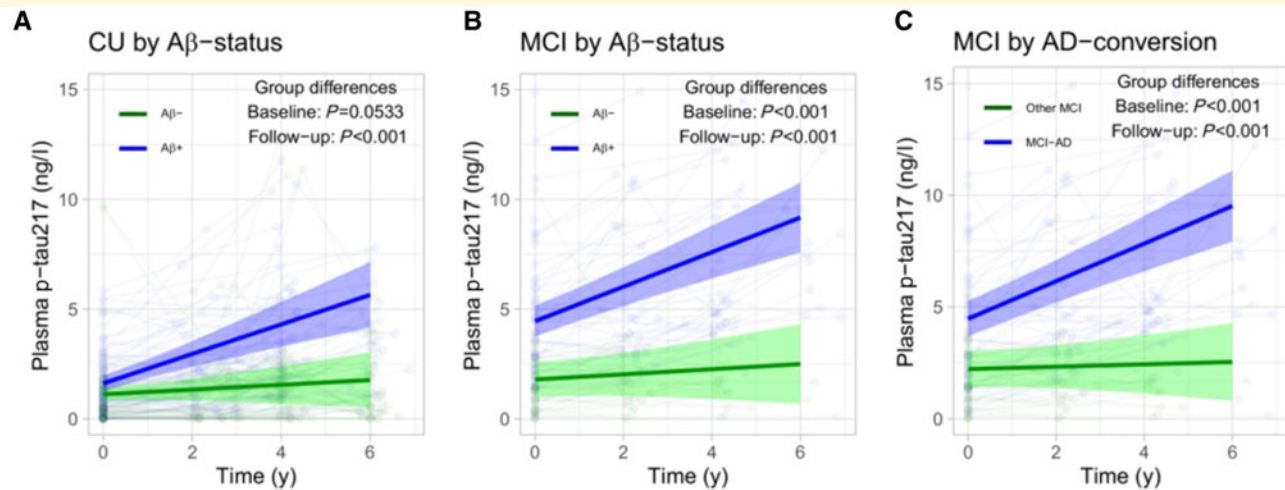 A
CU by Aβ−status
Group differences
Baseline: P=0.0533
Follow-up: P<0.001
Aβ−
Aβ+
15
10
5
0
Plasma p−tau217 (ng/l)
0 2 4 6
Time (y)
B
MCI by Aβ−status
Group differences
Baseline: P<0.001
Follow-up: P<0.001
Aβ−
Aβ+
15
10
5
0
Plasma p−tau217 (ng/l)
0 2 4 6
Time (y)
C
MCI by AD−conversion
Group differences
Baseline: P<0.001
Follow-up: P<0.001
Other MCI
MCI−AD
15
10
5
0
Plasma p−tau217 (ng/l)
0 2 4 6
Time (y)